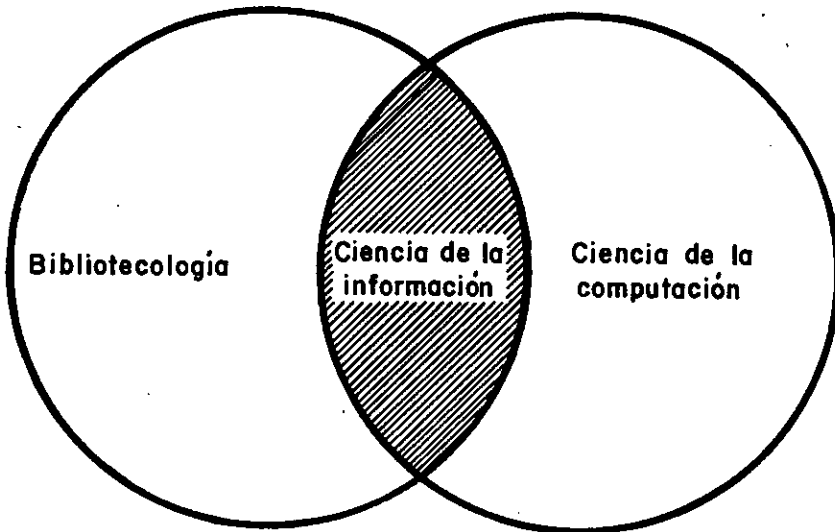 Bibliotecología
Ciencia de la
información
Ciencia de la
computación